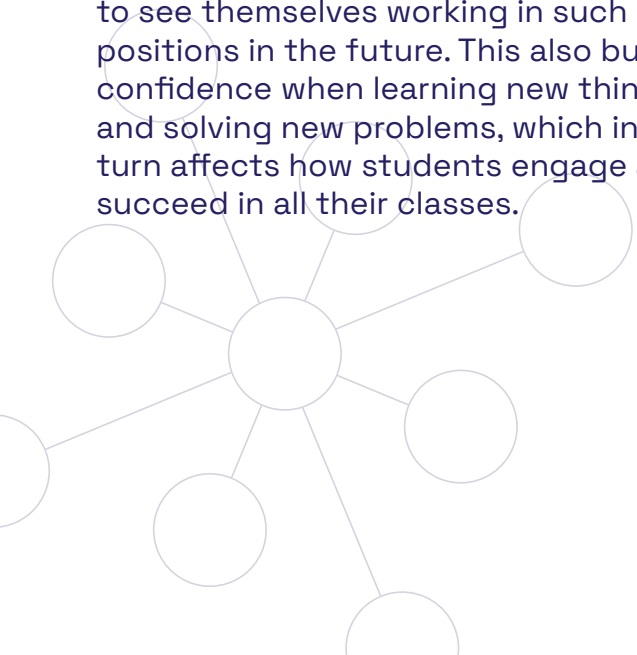 to see themselves working in such
positions in the future. This also bu
confidence when learning new thin
and solving new problems, which in
turn affects how students engage
succeed in all their classes.